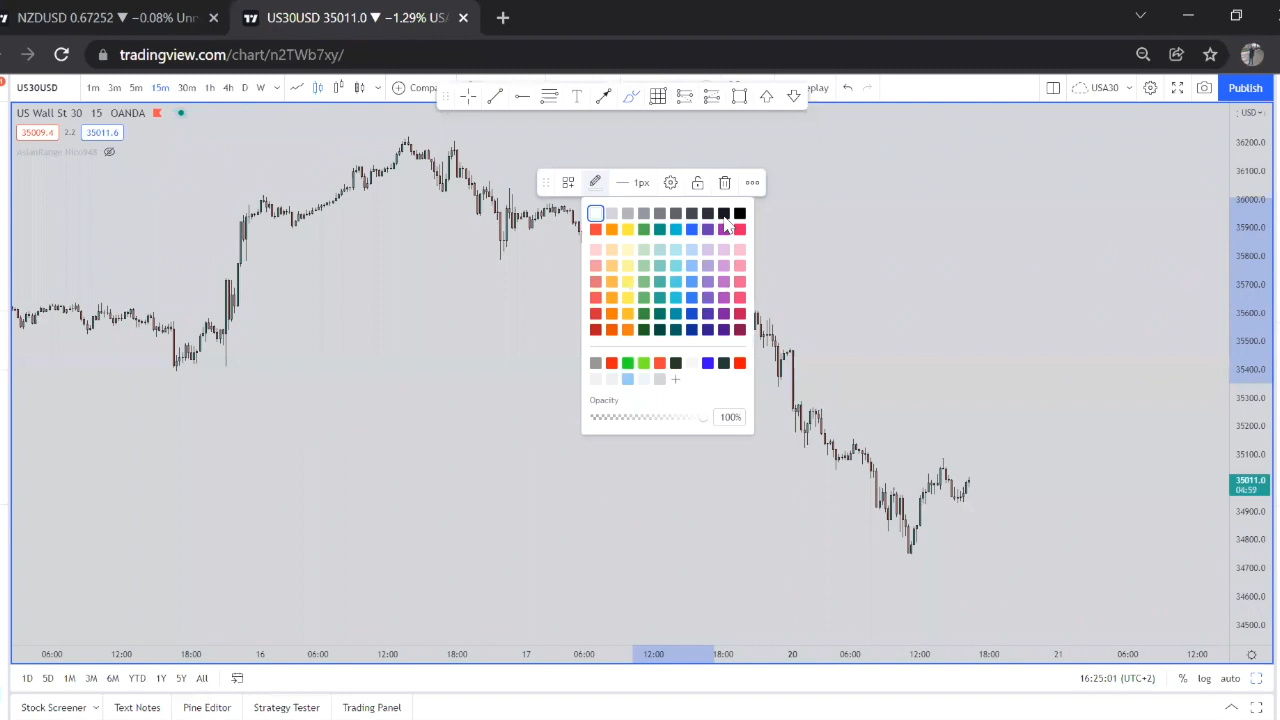 NZDUSD 0.67252 ▼ −0.08% Unn
US30USD 35011.0 ▼ −1.29% USA
tradingview.com/chart/n2TWb7xy/
US30USD 1m 3m 5m 15m 30m 1h 4h D W Comp play USA30 Publish
US Wall St 30 15 OANDA
35009.4 2.2 35011.6
AsianRange Nico948
1px
Opacity
100%
USD
36200.0
36100.0
36000.0
35900.0
35800.0
35700.0
35600.0
35500.0
35400.0
35300.0
35200.0
35100.0
35011.0
04:59
34900.0
34800.0
34700.0
34600.0
34500.0
06:00 12:00 18:00 16 06:00 12:00 18:00 17 06:00 12:00 18:00 20 06:00 12:00 18:00 21 06:00 12:00
1D 5D 1M 3M 6M YTD 1Y 5Y All 16:25:01 (UTC+2) % log auto
Stock Screener Text Notes Pine Editor Strategy Tester Trading Panel